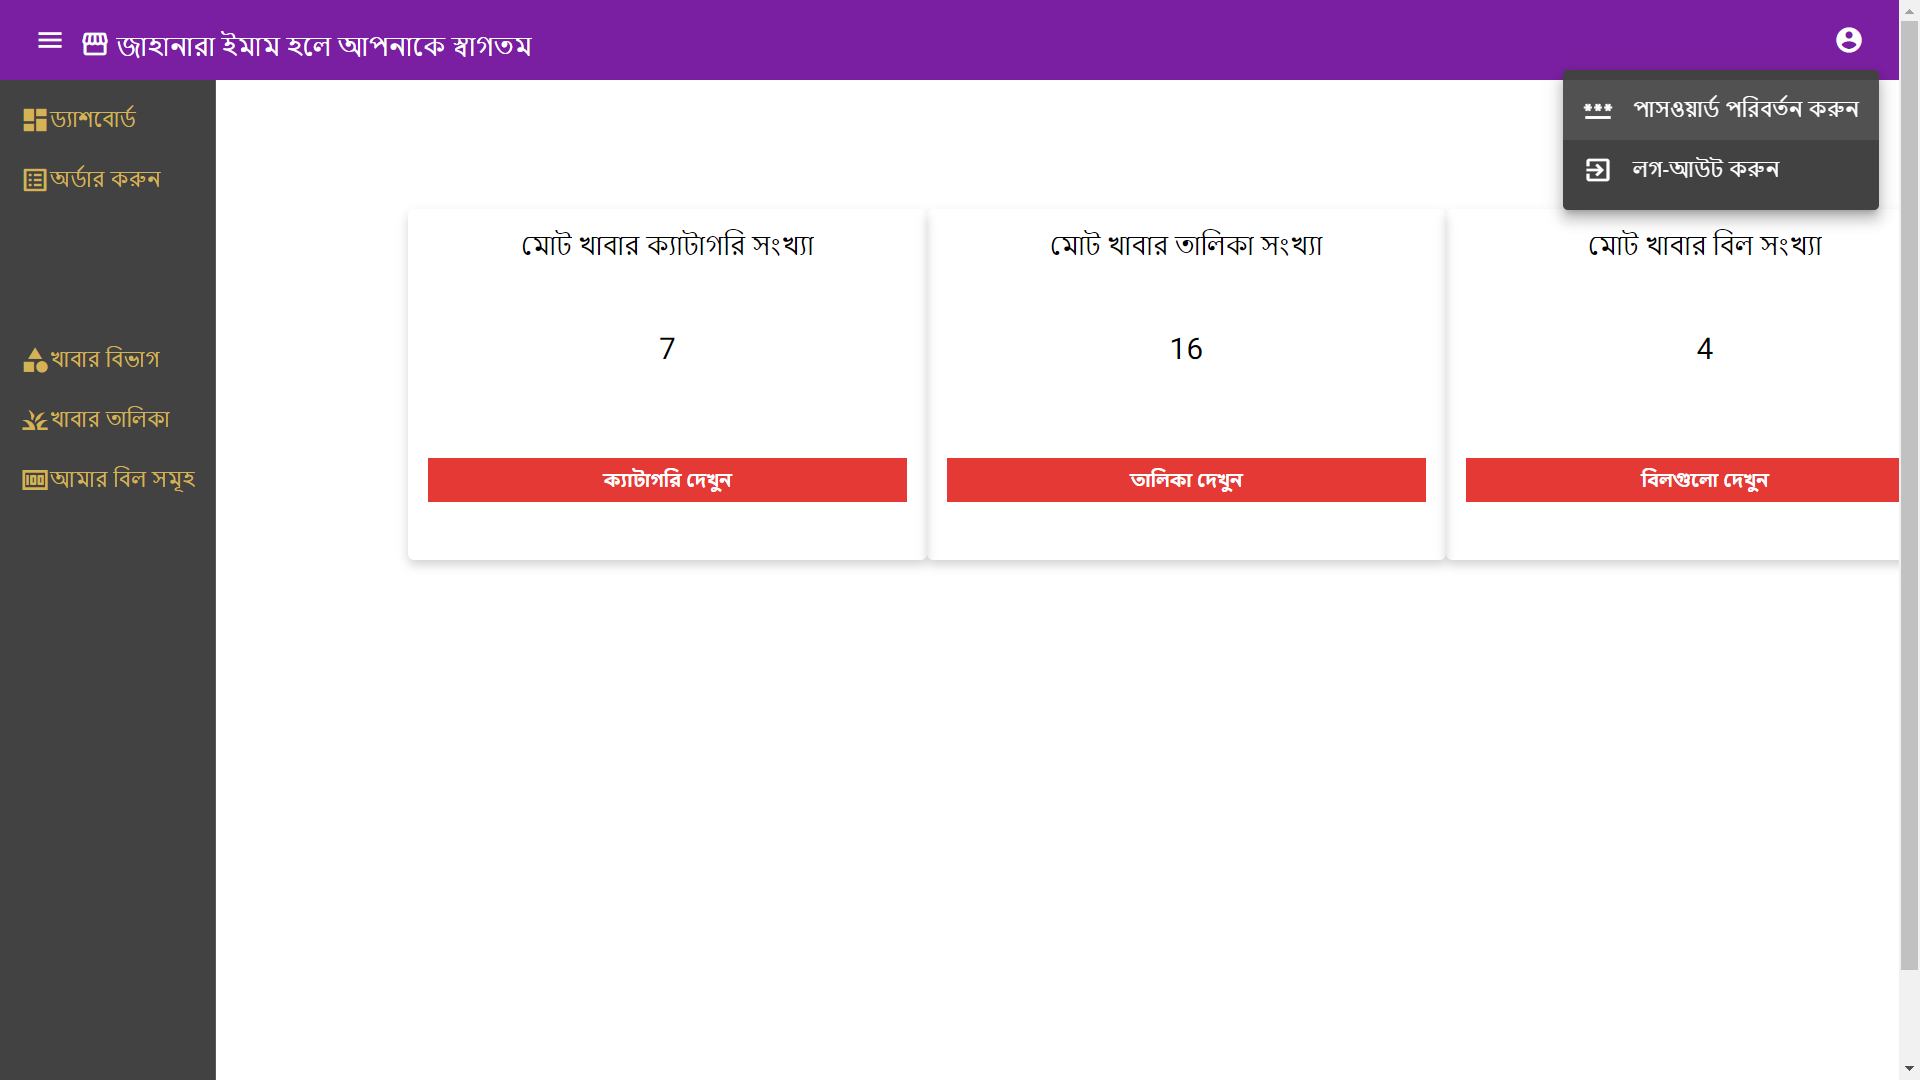 জাহানারা ইমাম হলে আপনাকে স্বাগতম
পাসওয়ার্ড পরিবর্তন করুন
লগ-আউট করুন
ড্যাশবোর্ড
অর্ডার করুন
খাবার বিভাগ
খাবার তালিকা
আমার বিল সমূহ
মোট খাবার ক্যাটাগরি সংখ্যা
7
ক্যাটাগরি দেখুন
মোট খাবার তালিকা সংখ্যা
16
তালিকা দেখুন
মোট খাবার বিল সংখ্যা
4
বিলগুলো দেখুন